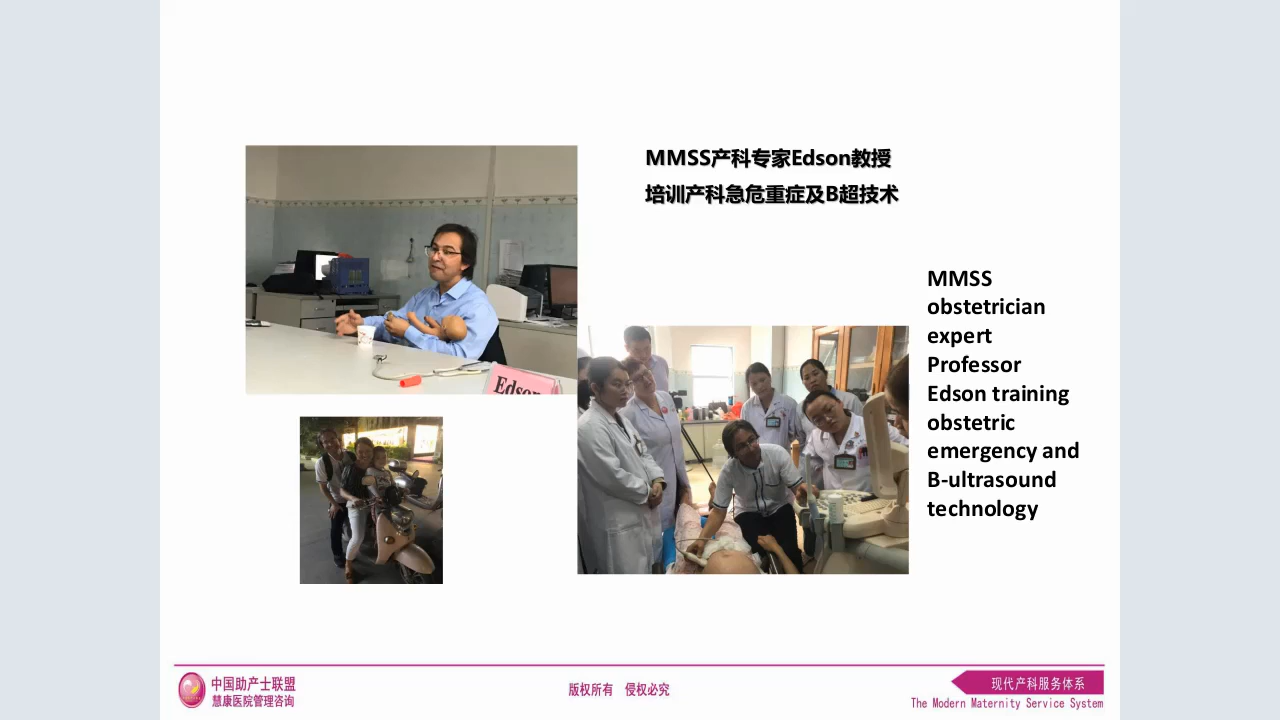 MMSS产科专家Edson教授
培训产科急危重症及B超技术
MMSS
obstetrician
expert
Professor
Edson training
obstetric
emergency and
B-ultrasound
technology
Edson
中国助产士联盟
慧康医院管理咨询
版权所有 侵权必究
现代产科服务体系
The Modern Maternity Service System